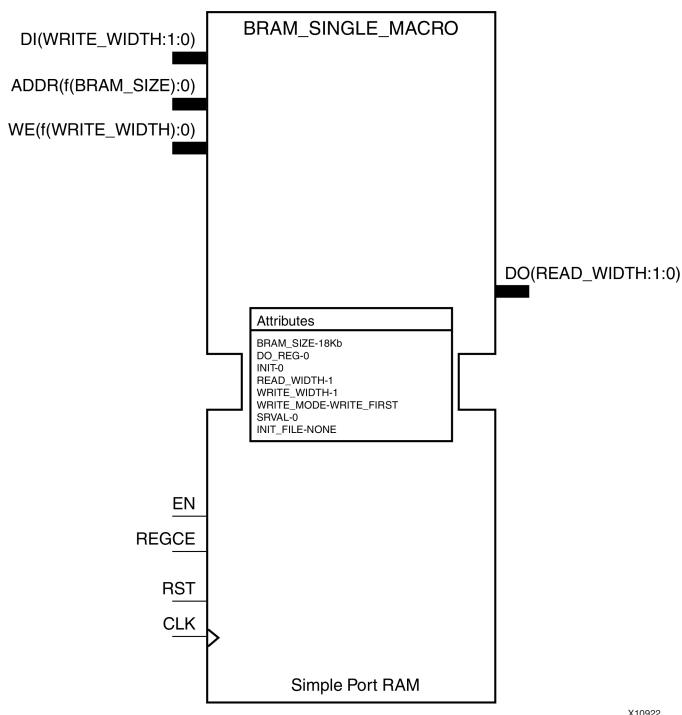 BRAM_SINGLE_MACRO
DI(WRITE_WIDTH:1:0)
ADDR(f(BRAM_SIZE):0)
WE(f(WRITE_WIDTH):0)
DO(READ_WIDTH:1:0)
Attributes
BRAM_SIZE-18Kb
DO_REG-0
INIT-0
READ_WIDTH-1
WRITE_WIDTH-1
WRITE_MODE-WRITE_FIRST
SRVAL-0
INIT_FILE-NONE
EN
REGCE
RST
CLK
Simple Port RAM
X10922